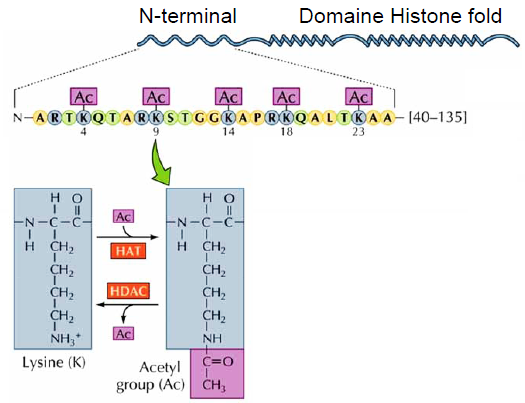 N-terminal Domaine Histone fold
Ac Ac Ac Ac Ac
N-ARTKQTARKSTGGKAPRKQALTKAA-[40-135]
4 9 14 18 23
H O H O
Ac
-N-C-C- -N-C-C-
HAT
H CH₂ H CH₂
CH₂ CH₂
CH₂ HDAC CH₂
CH₂ CH₂
NH₃⁺ Ac NH
Lysine (K) Acetyl C=O
group (Ac) CH₃